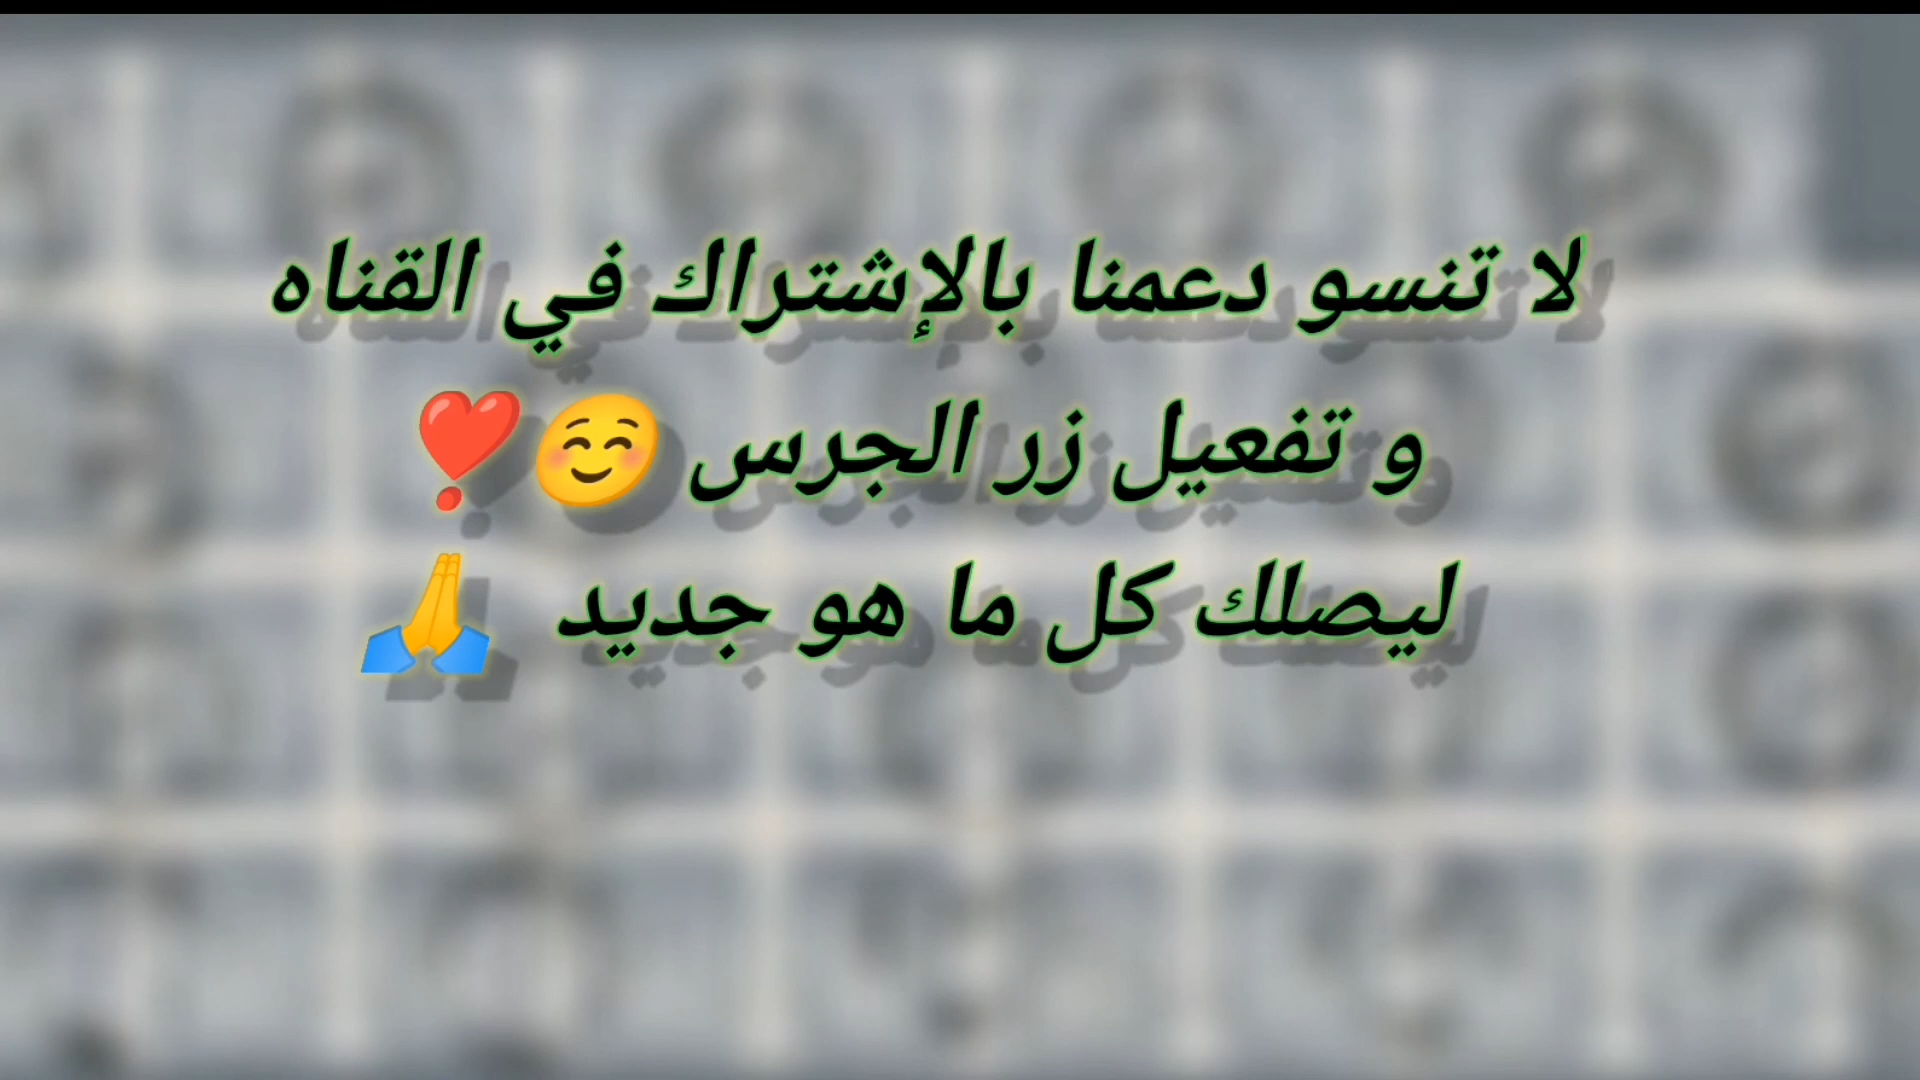 لا تنسو دعمنا بالإشتراك في القناه
و تفعيل زر الجرس ☺️❣️
ليصلك كل ما هو جديد 🙏